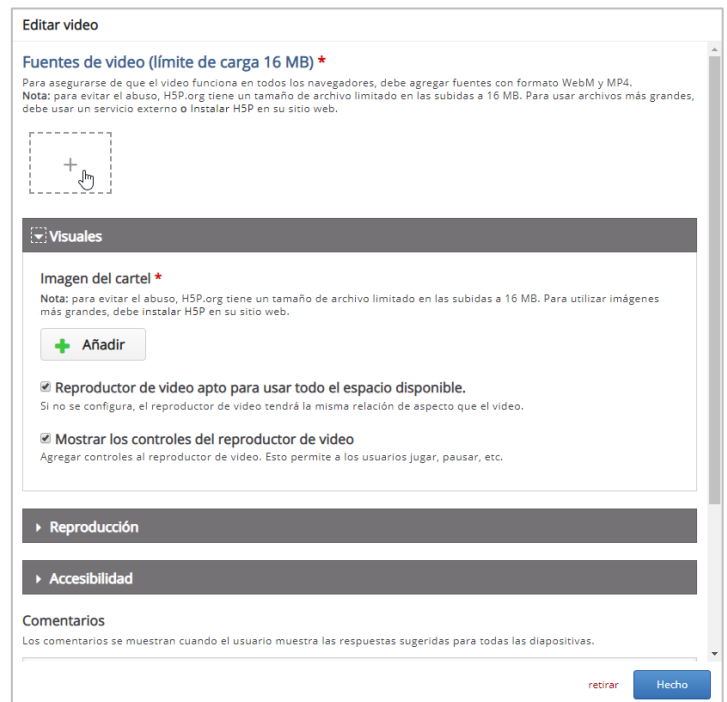 Editar video
Fuentes de video (límite de carga 16 MB) *
Para asegurarse de que el video funciona en todos los navegadores, debe agregar fuentes con formato WebM y MP4.
Nota: para evitar el abuso, H5P.org tiene un tamaño de archivo limitado en las subidas a 16 MB. Para usar archivos más grandes,
debe usar un servicio externo o Instalar H5P en su sitio web.
Visuales
Imagen del cartel *
Nota: para evitar el abuso, H5P.org tiene un tamaño de archivo limitado en las subidas a 16 MB. Para utilizar imágenes
más grandes, debe instalar H5P en su sitio web.
Añadir
Reproductor de video apto para usar todo el espacio disponible.
Si no se configura, el reproductor de video tendrá la misma relación de aspecto que el video.
Mostrar los controles del reproductor de video
Agregar controles al reproductor de video. Esto permite a los usuarios jugar, pausar, etc.
Reproducción
Accesibilidad
Comentarios
Los comentarios se muestran cuando el usuario muestra las respuestas sugeridas para todas las diapositivas.
retirar
Hecho